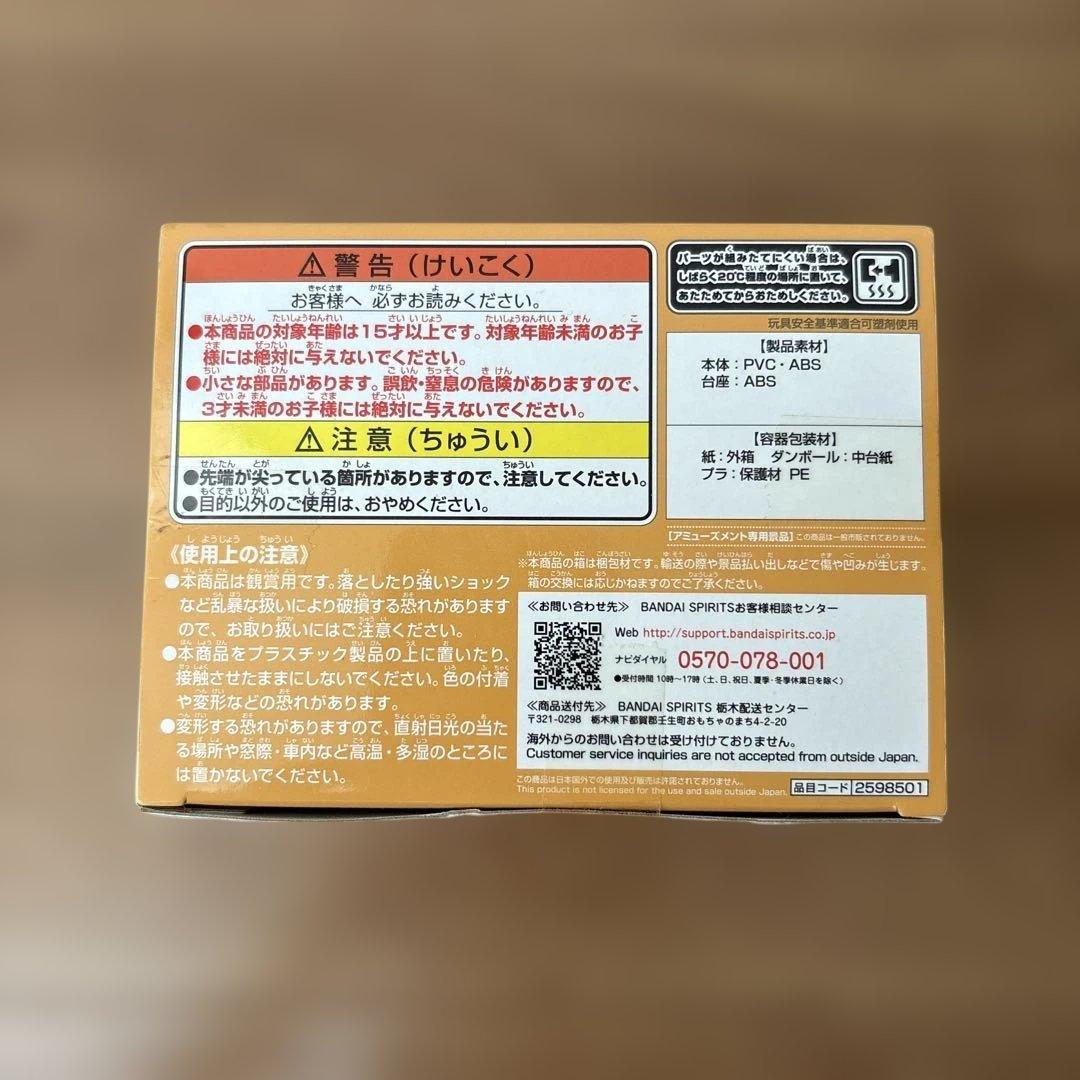 ⚠警告（けいこく）
お客様へ 必ずお読みください。
●本商品の対象年齢は15才以上です。対象年齢未満のお子
様には絶対に与えないでください。
●小さな部品があります。誤飲・窒息の危険がありますので、
3才未満のお子様には絶対に与えないでください。
⚠注意（ちゅうい）
●先端が尖っている箇所がありますので、注意してください。
●目的以外のご使用は、おやめください。
《使用上の注意》
●本商品は観賞用です。落としたり強いショック
など乱暴な扱いにより破損する恐れがあります
ので、お取り扱いにはご注意ください。
●本商品をプラスチック製品の上に置いたり、
接触させたままにしないでください。色の付着
や変形などの恐れがあります。
●変形する恐れがありますので、直射日光の当た
る場所や窓際・車内など高温・多湿のところに
は置かないでください。
パーツが組みたてにくい場合は、
しばらく20℃程度の場所に置いて、
あたためてからおためしください。
玩具安全基準適合可塑剤使用
【製品素材】
本体：PVC・ABS
台座：ABS
【容器包装材】
紙：外箱 ダンボール：中台紙
プラ：保護材 PE
【アミューズメント専用景品】この商品は一般市販されておりません。
※本商品の箱は梱包材です。輸送の際や景品払い出しなどで傷や凹みが生じます。
箱の交換には応じかねますのでご了承ください。
≪お問い合わせ先≫ BANDAI SPIRITSお客様相談センター
Web http://support.bandaispirits.co.jp
ナビダイヤル 0570-078-001
●受付時間 10時〜17時（土、日、祝日、夏季・冬季休業日を除く）
≪商品送付先≫ BANDAI SPIRITS 栃木配送センター
〒321-0298 栃木県下都賀郡壬生町おもちゃのまち4-2-20
海外からのお問い合わせは受け付けておりません。
Customer service inquiries are not accepted from outside Japan.
この商品は日本国外での使用及び販売は許諾されておりません。
This product is not licensed for the use and sale outside Japan.
品目コード 2598501